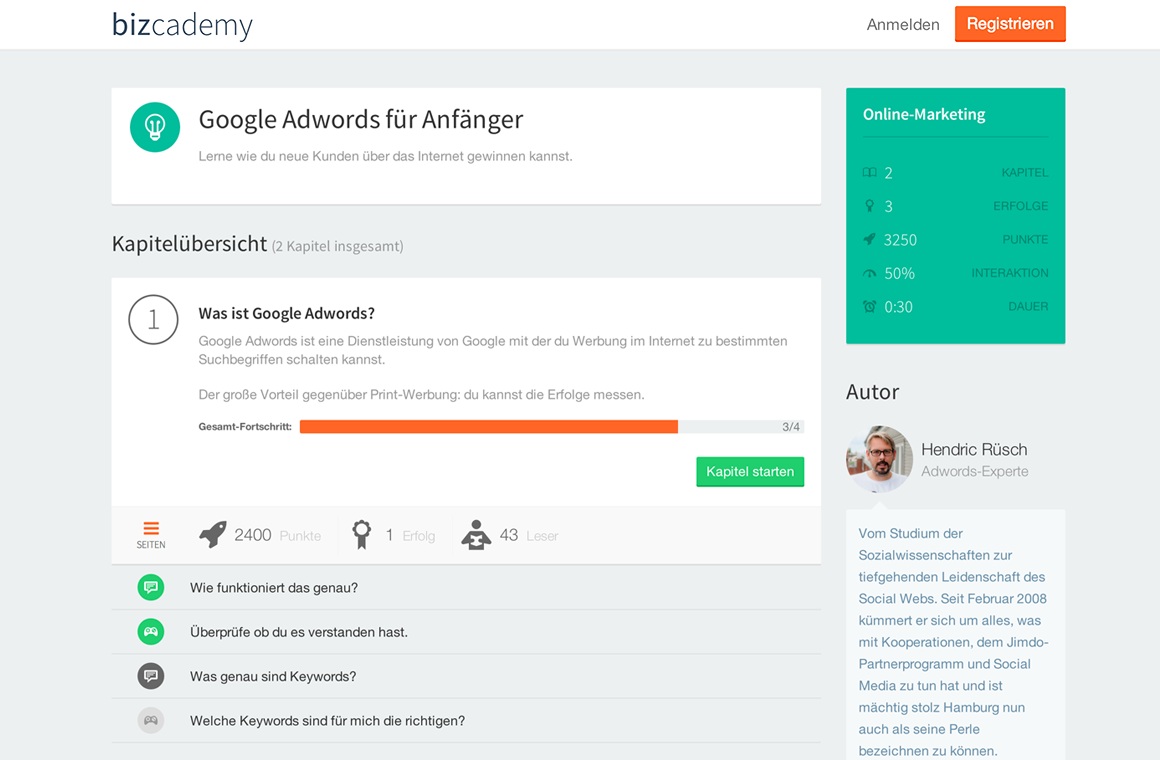 bizcademy
Anmelden
Registrieren
Google Adwords für Anfänger
Lerne wie du neue Kunden über das Internet gewinnen kannst.
Kapitelübersicht (2 Kapitel insgesamt)
1
Was ist Google Adwords?
Google Adwords ist eine Dienstleistung von Google mit der du Werbung im Internet zu bestimmten
Suchbegriffen schalten kannst.
Der große Vorteil gegenüber Print-Werbung: du kannst die Erfolge messen.
Gesamt-Fortschritt: 3/4
Kapitel starten
SEITEN
2400 Punkte
1 Erfolg
43 Leser
Wie funktioniert das genau?
Überprüfe ob du es verstanden hast.
Was genau sind Keywords?
Welche Keywords sind für mich die richtigen?
Online-Marketing
2 KAPITEL
3 ERFOLGE
3250 PUNKTE
50% INTERAKTION
0:30 DAUER
Autor
Hendric Rüsch
Adwords-Experte
Vom Studium der
Sozialwissenschaften zur
tiefgehenden Leidenschaft des
Social Webs. Seit Februar 2008
kümmert er sich um alles, was
mit Kooperationen, dem Jimdo-
Partnerprogramm und Social
Media zu tun hat und ist
mächtig stolz Hamburg nun
auch als seine Perle
bezeichnen zu können.